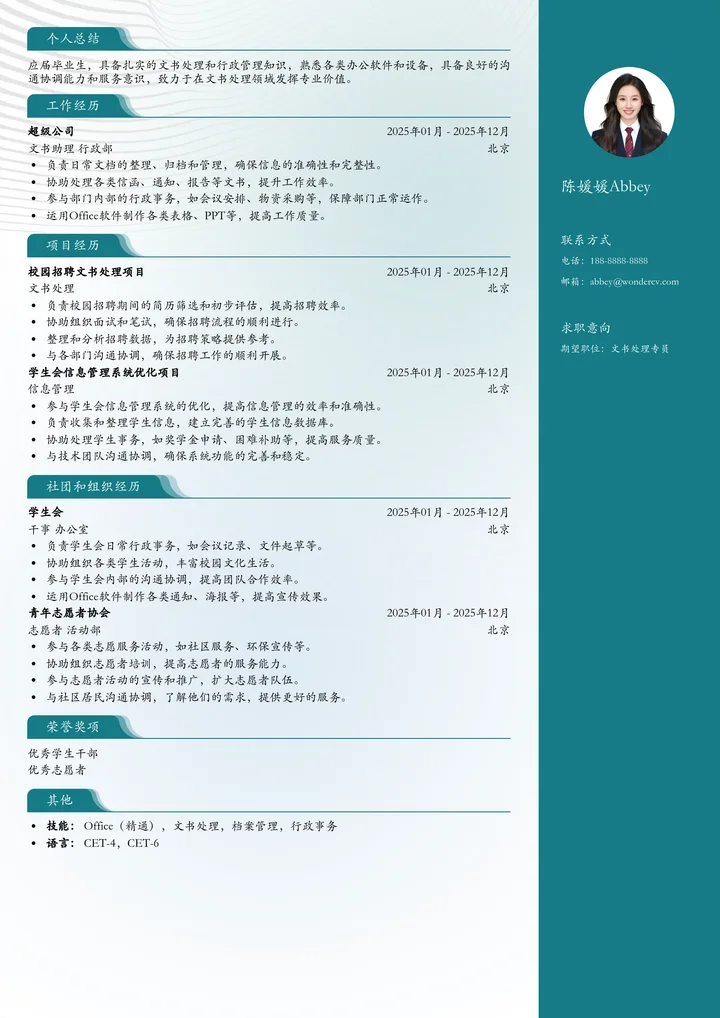 个人总结
应届毕业生，具备扎实的文书处理和行政管理知识，熟悉各类办公软件和设备，具备良好的沟
通协调能力和服务意识，致力于在文书处理领域发挥专业价值。
工作经历
超级公司 2025年01月 - 2025年12月
文书助理 行政部 北京
• 负责日常文档的整理、归档和管理，确保信息的准确性和完整性。
• 协助处理各类信函、通知、报告等文书，提升工作效率。
• 参与部门内部的行政事务，如会议安排、物资采购等，保障部门正常运作。
• 运用Office软件制作各类表格、PPT等，提高工作质量。
项目经历
校园招聘文书处理项目 2025年01月 - 2025年12月
文书处理 北京
• 负责校园招聘期间的简历筛选和初步评估，提高招聘效率。
• 协助组织面试和笔试，确保招聘流程的顺利进行。
• 整理和分析招聘数据，为招聘策略提供参考。
• 与各部门沟通协调，确保招聘工作的顺利开展。
学生会信息管理系统优化项目 2025年01月 - 2025年12月
信息管理 北京
• 参与学生会信息管理系统的优化，提高信息管理的效率和准确性。
• 负责收集和整理学生信息，建立完善的学生信息数据库。
• 协助处理学生事务，如奖学金申请、困难补助等，提高服务质量。
• 与技术团队沟通协调，确保系统功能的完善和稳定。
社团和组织经历
学生会 2025年01月 - 2025年12月
干事 办公室 北京
• 负责学生会日常行政事务，如会议记录、文件起草等。
• 协助组织各类学生活动，丰富校园文化生活。
• 参与学生会内部的沟通协调，提高团队合作效率。
• 运用Office软件制作各类通知、海报等，提高宣传效果。
青年志愿者协会 2025年01月 - 2025年12月
志愿者 活动部 北京
• 参与各类志愿服务活动，如社区服务、环保宣传等。
• 协助组织志愿者培训，提高志愿者的服务能力。
• 参与志愿者活动的宣传和推广，扩大志愿者队伍。
• 与社区居民沟通协调，了解他们的需求，提供更好的服务。
荣誉奖项
优秀学生干部
优秀志愿者
其他
• 技能： Office（精通），文书处理，档案管理，行政事务
• 语言： CET-4，CET-6
陈媛媛Abbey
联系方式
电话：188-8888-8888
邮箱：abbey@wondercv.com
求职意向
期望职位：文书处理专员